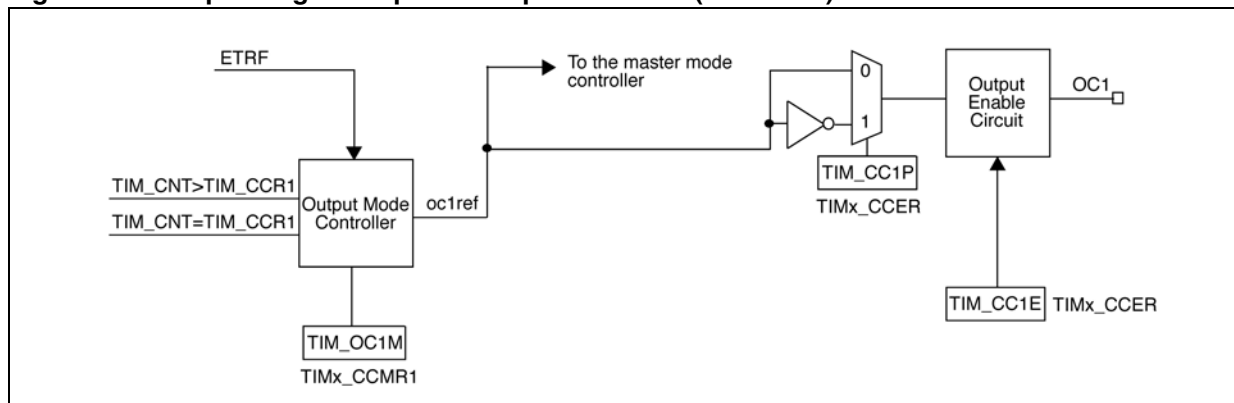 ETRF
To the master mode
controller
0
1
Output
Enable
Circuit
OC1
TIM_CNT>TIM_CCR1
TIM_CNT=TIM_CCR1
Output Mode
Controller
oc1ref
TIM_CC1P
TIMx_CCER
TIM_OC1M
TIMx_CCMR1
TIM_CC1E
TIMx_CCER